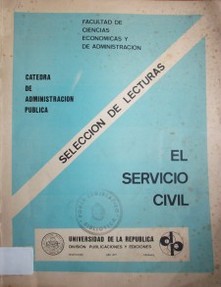 FACULTAD DE
CIENCIAS
ECONOMICAS Y
DE ADMINISTRACION
CATEDRA
DE
ADMINISTRACION
PUBLICA
SELECCION DE LECTURAS
EL
SERVICIO
CIVIL
UNIVERSIDAD DE LA REPUBLICA
DIVISION PUBLICACIONES Y EDICIONES